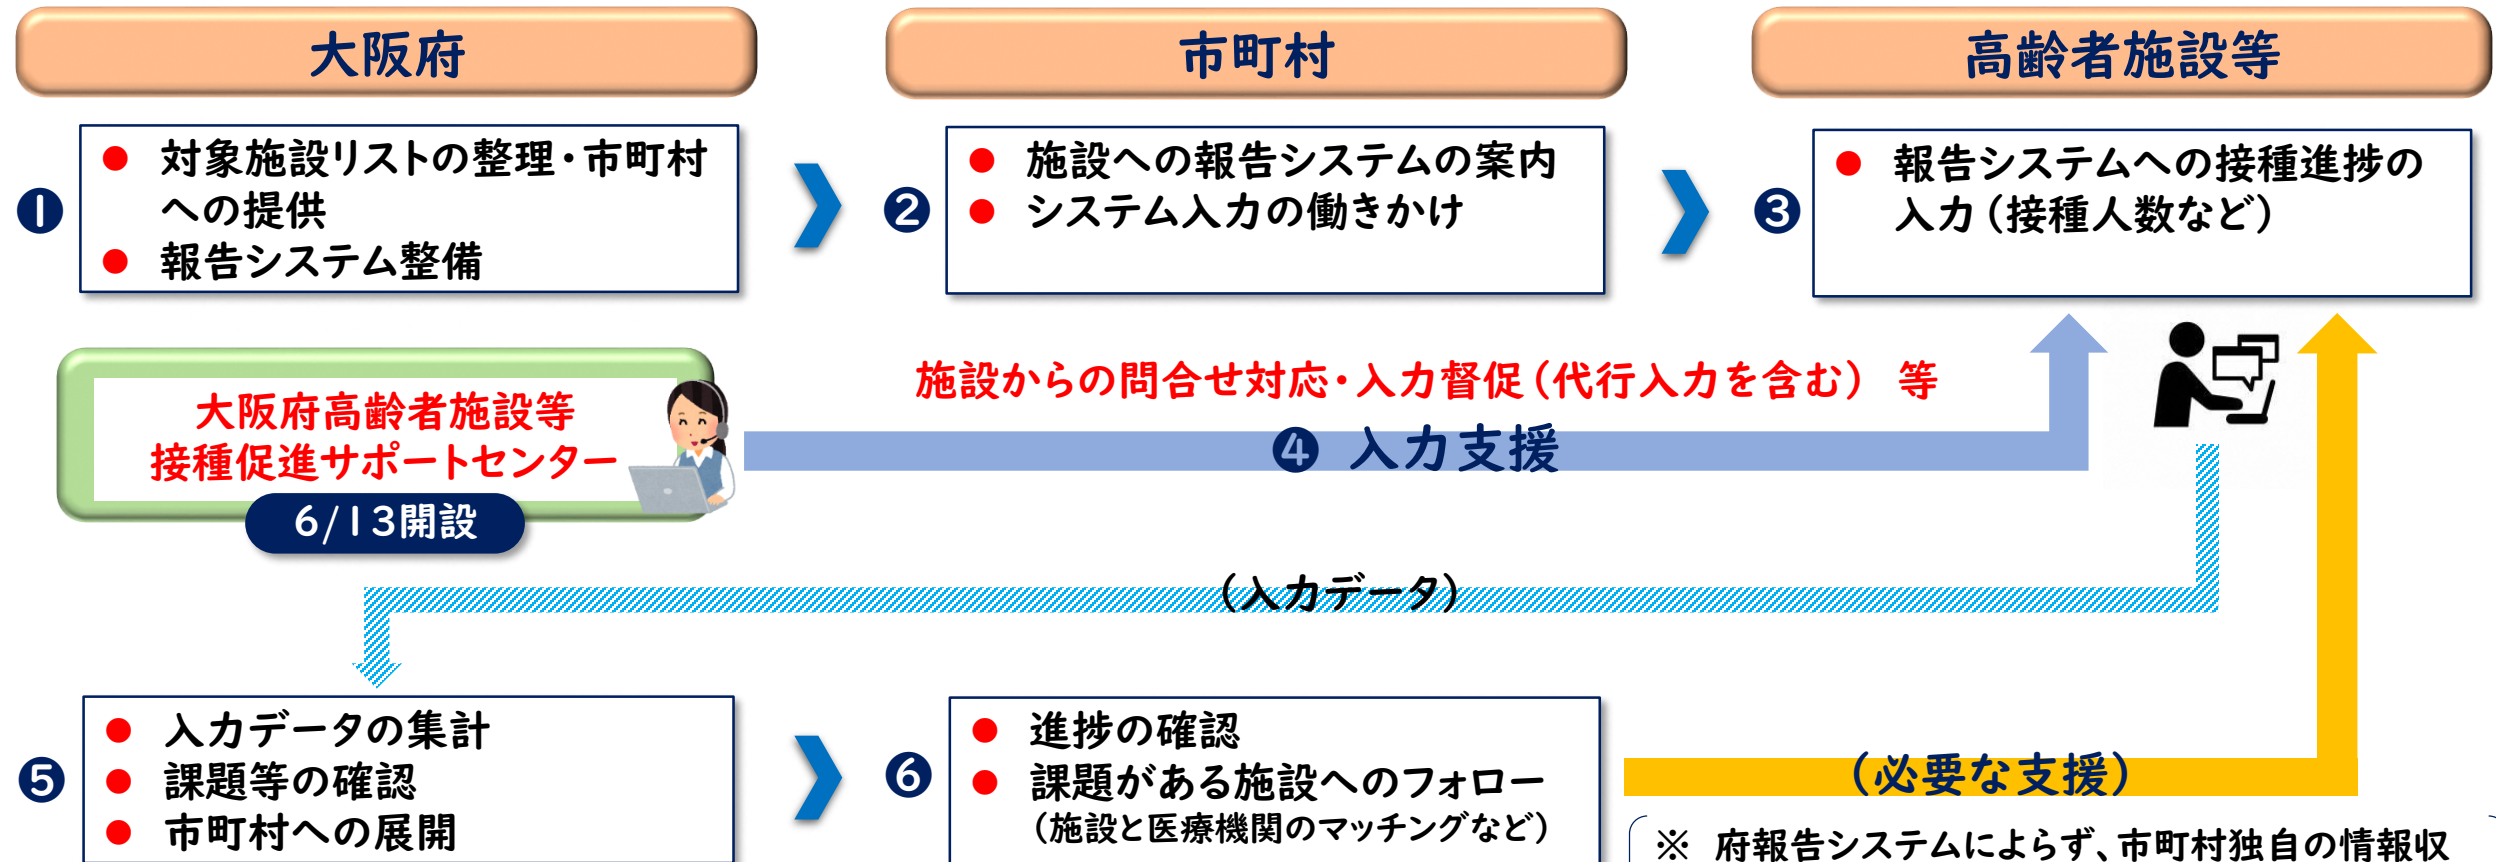 大阪府
市町村
高齢者施設等
❶
● 対象施設リストの整理・市町村
への提供
● 報告システム整備
❷
● 施設への報告システムの案内
● システム入力の働きかけ
❸
● 報告システムへの接種進捗の
入力（接種人数など）
大阪府高齢者施設等
接種促進サポートセンター
6/13開設
施設からの問合せ対応・入力督促（代行入力を含む） 等
❹ 入力支援
（入力データ）
❺
● 入力データの集計
● 課題等の確認
● 市町村への展開
❻
● 進捗の確認
● 課題がある施設へのフォロー
（施設と医療機関のマッチングなど）
（必要な支援）
※ 府報告システムによらず、市町村独自の情報収